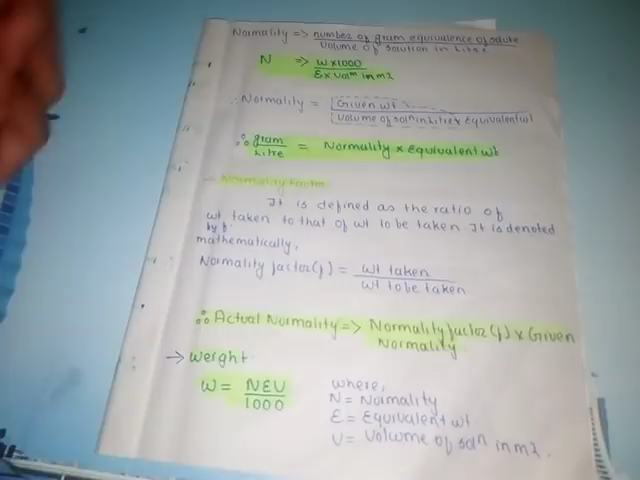 Normality => number of gram equivalence of solute
Volume of solution in litre
N => W×1000
E×Volᵐ in mL
∴ Normality = Given wt
Volume of solⁿ in litre × Equivalent wt
∴ gram = Normality × Equivalent wt
Litre
Normality Factor
It is defined as the ratio of
wt taken to that of wt to be taken It is denoted
by f.
mathematically,
Normality factor(f) = wt taken
wt to be taken
∴ Actual Normality => Normality factor (f) × Given
Normality
→ Weight
W = NEV
1000
where,
N = Normality
E = Equivalent wt
V = Volume of solⁿ in mL.